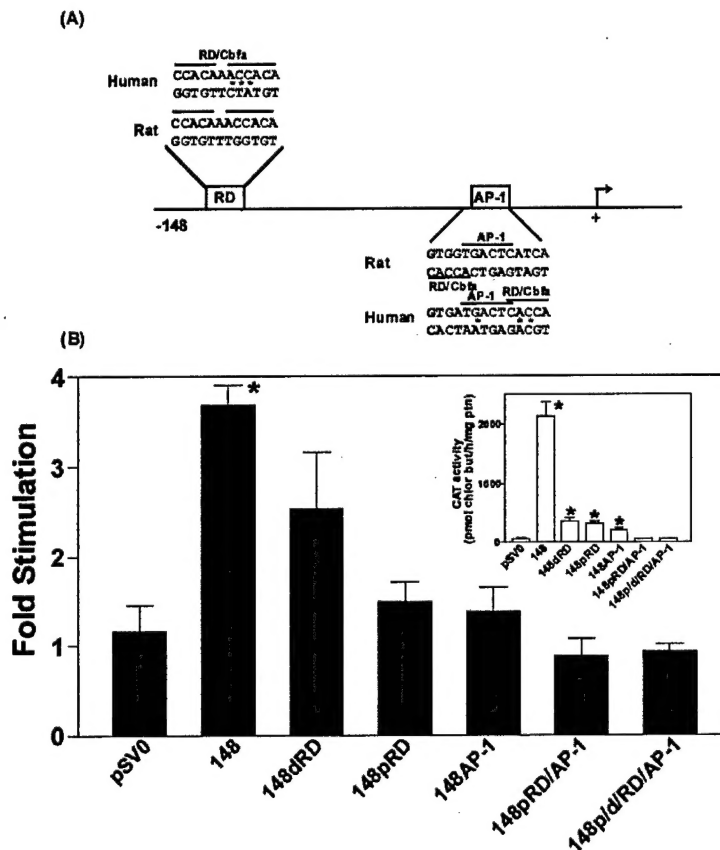 (A)
RD/Cbfa
Human CCACAAACCACA
***
GGTGTTCTATGT
Rat CCACAAACCACA
GGTGTTTGGTGT
RD
AP-1
-148
+
AP-1
Rat GTGGTGACTCATCA
CACCACTGAGTAGT
RD/Cbfa
AP-1 RD/Cbfa
Human GTGATGACTCACCA
* **
CACTAATGAGACGT
(B)
Fold Stimulation
4
3
2
1
0
pSV0
148
148dRD
148pRD
148AP-1
148pRD/AP-1
148p/d/RD/AP-1
*
CAT activity
(pmol chlor but/h/mg ptn)
2000
1000
0
*
*
*
*
pSV0
148
148dRD
148pRD
148AP-1
148pRD/AP-1
148p/d/RD/AP-1